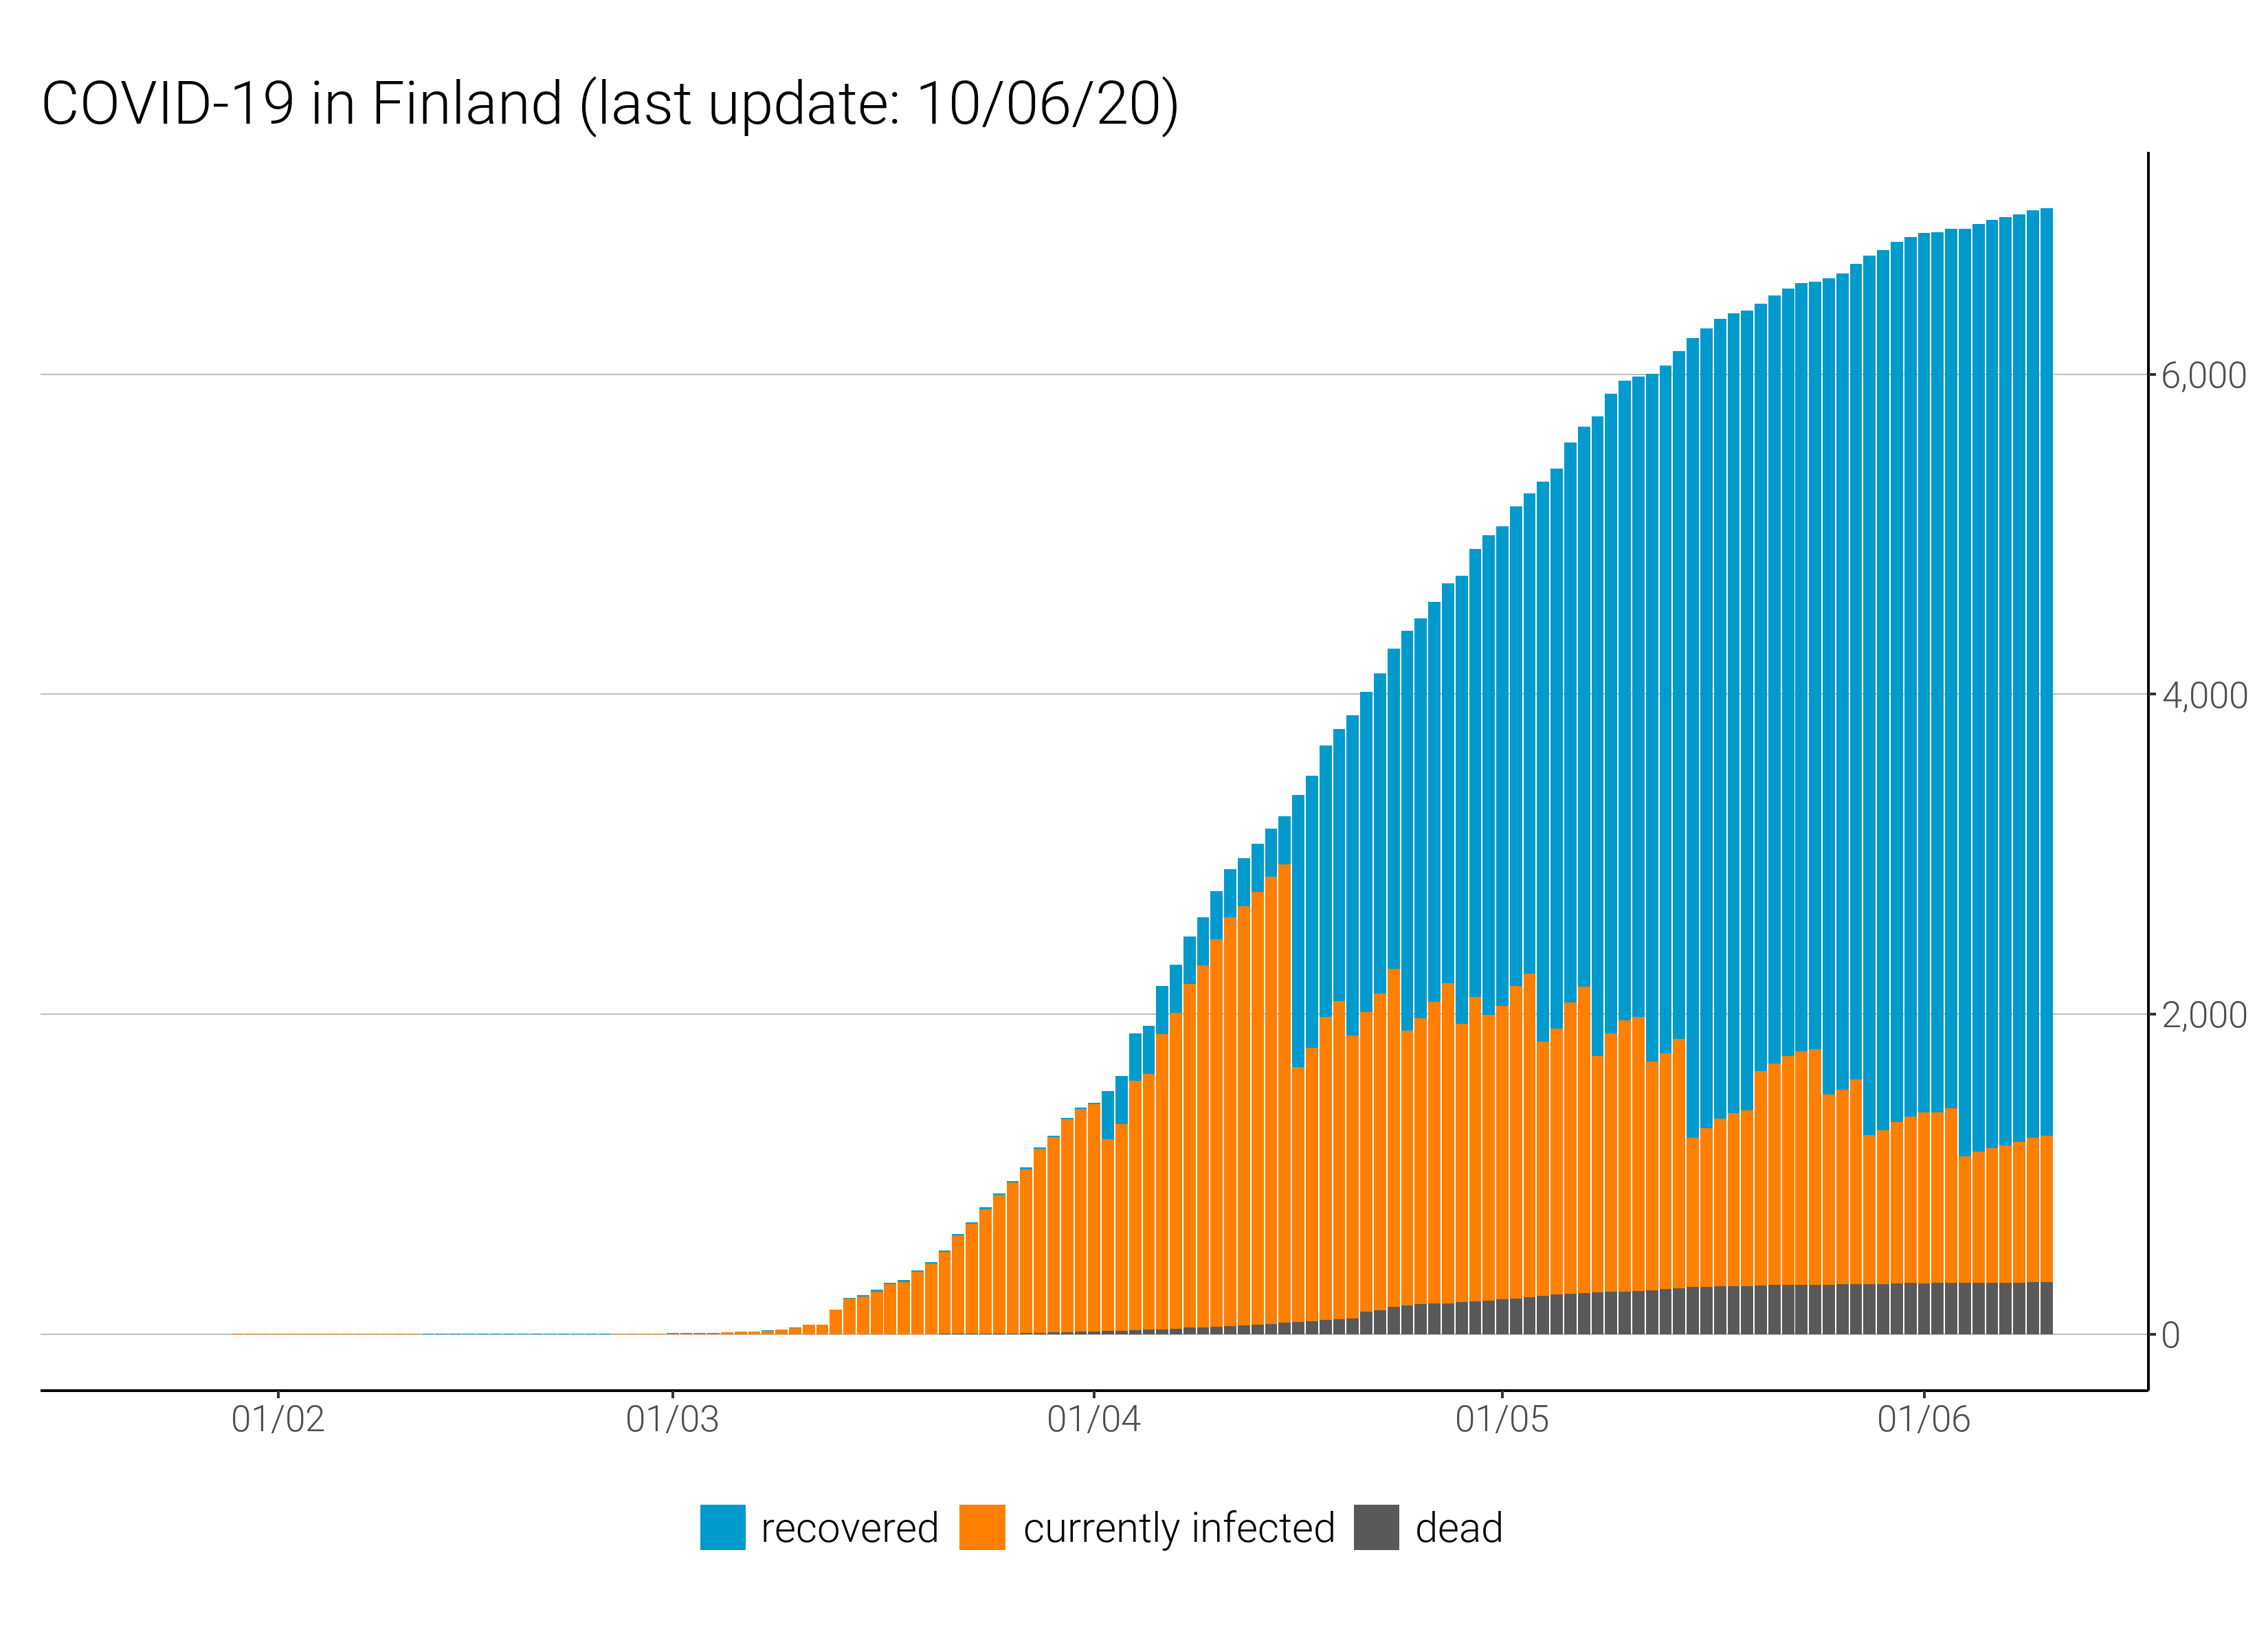 COVID-19 in Finland (last update: 10/06/20)
6,000
4,000
2,000
0
01/02 01/03 01/04 01/05 01/06
recovered currently infected dead